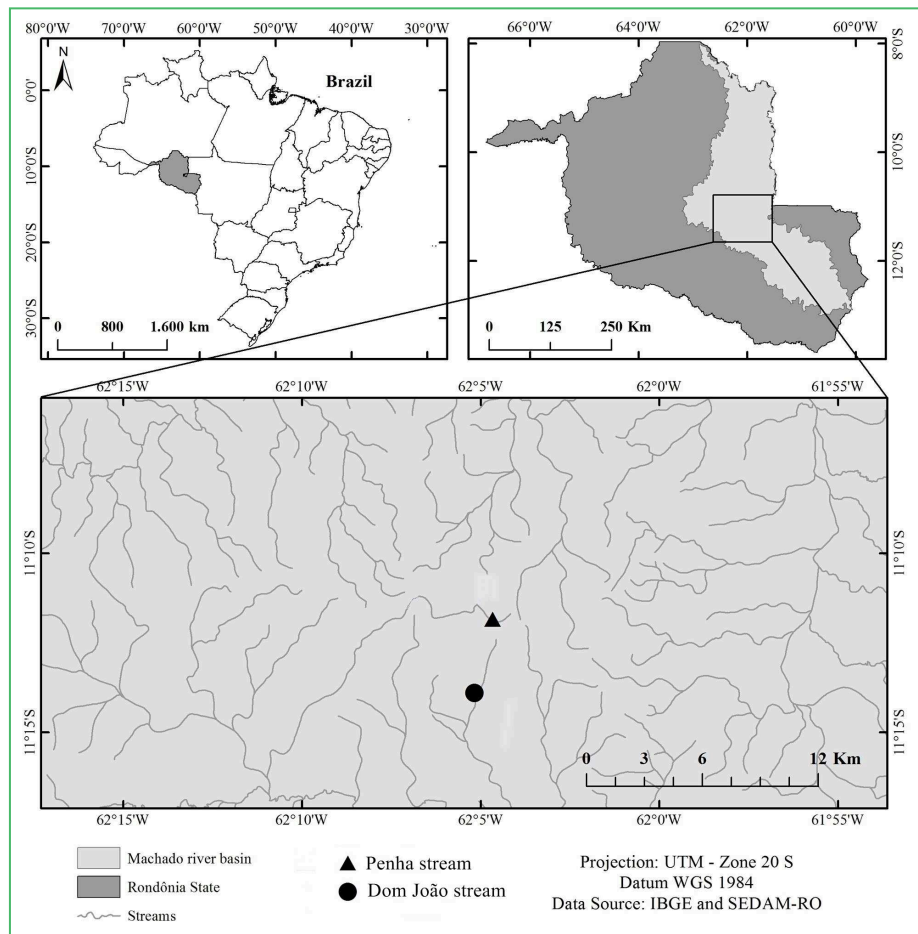 80°0'W 70°0'W 60°0'W 50°0'W 40°0'W 30°0'W
N
Brazil
0°0'
10°0'S
20°0'S
30°0'S
0 800 1.600 km
66°0'W 64°0'W 62°0'W 60°0'W
8°0'S
10°0'S
12°0'S
0 125 250 Km
62°15'W 62°10'W 62°5'W 62°0'W 61°55'W
11°10'S 11°10'S
11°15'S 11°15'S
0 3 6 12 Km
62°15'W 62°10'W 62°5'W 62°0'W 61°55'W
Machado river basin
Rondônia State
Streams
Penha stream
Dom João stream
Projection: UTM - Zone 20 S
Datum WGS 1984
Data Source: IBGE and SEDAM-RO